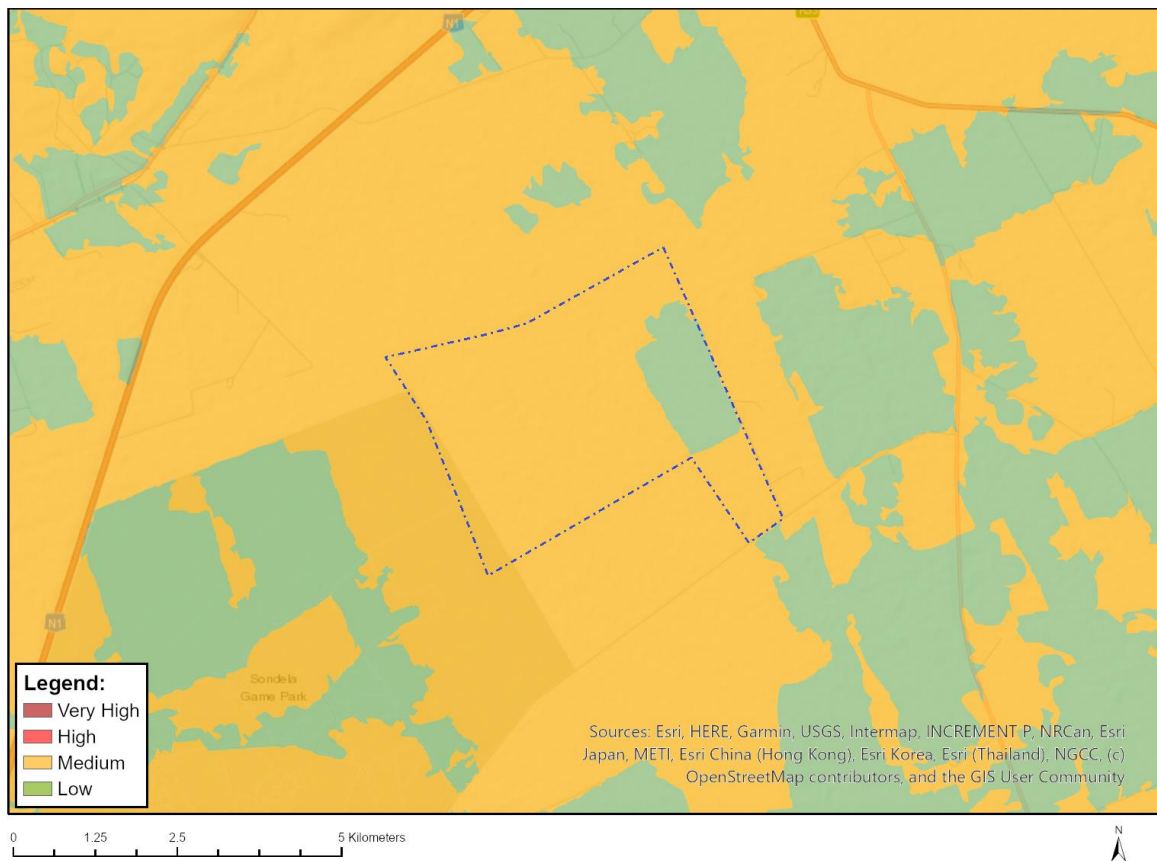 N1
N1
N1
Sondela
Game Park
Legend:
Very High
High
Medium
Low
Sources: Esri, HERE, Garmin, USGS, Intermap, INCREMENT P, NRCan, Esri
Japan, METI, Esri China (Hong Kong), Esri Korea, Esri (Thailand), NGCC, (c)
OpenStreetMap contributors, and the GIS User Community
0 1.25 2.5 5 Kilometers
N